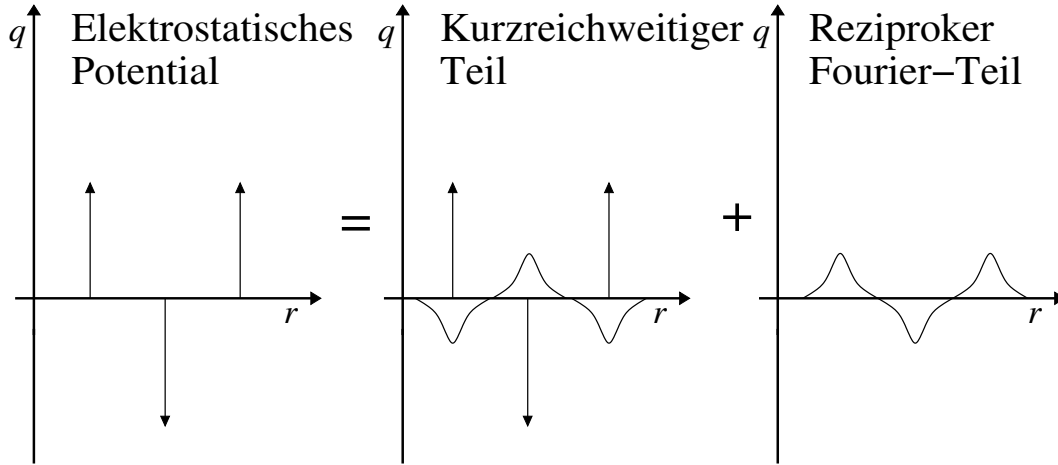 q
Elektrostatisches
Potential
r
=
q
Kurzreichweitiger
Teil
r
+
q
Reziproker
Fourier−Teil
r